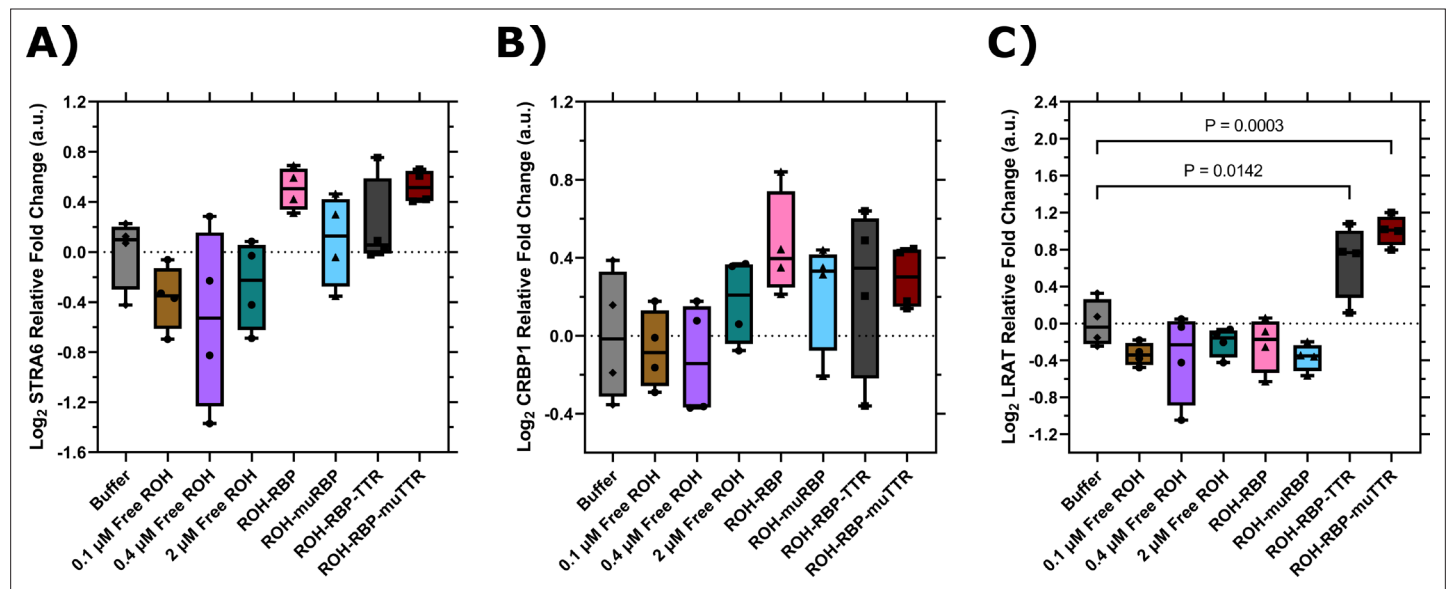 A)
Log2 STRA6 Relative Fold Change (a.u.)
1.2
0.8
0.4
0.0
-0.4
-0.8
-1.2
-1.6
Buffer
0.1 µM Free ROH
0.4 µM Free ROH
2 µM Free ROH
ROH-RBP
ROH-muRBP
ROH-RBP-TTR
ROH-RBP-muTTR
B)
Log2 CRBP1 Relative Fold Change (a.u.)
1.2
0.8
0.4
0.0
-0.4
Buffer
0.1 µM Free ROH
0.4 µM Free ROH
2 µM Free ROH
ROH-RBP
ROH-muRBP
ROH-RBP-TTR
ROH-RBP-muTTR
C)
Log2 LRAT Relative Fold Change (a.u.)
2.4
2.0
1.6
1.2
0.8
0.4
0.0
-0.4
-0.8
-1.2
P = 0.0003
P = 0.0142
Buffer
0.1 µM Free ROH
0.4 µM Free ROH
2 µM Free ROH
ROH-RBP
ROH-muRBP
ROH-RBP-TTR
ROH-RBP-muTTR